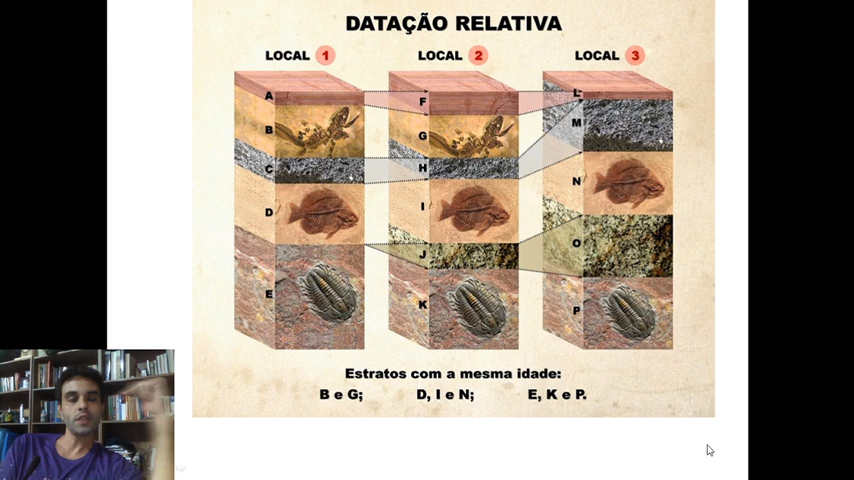 DATAÇÃO RELATIVA
LOCAL 1 LOCAL 2 LOCAL 3
A F L
B G M
C H
D I N
J O
E K P
Estratos com a mesma idade:
B e G; D, I e N; E, K e P.